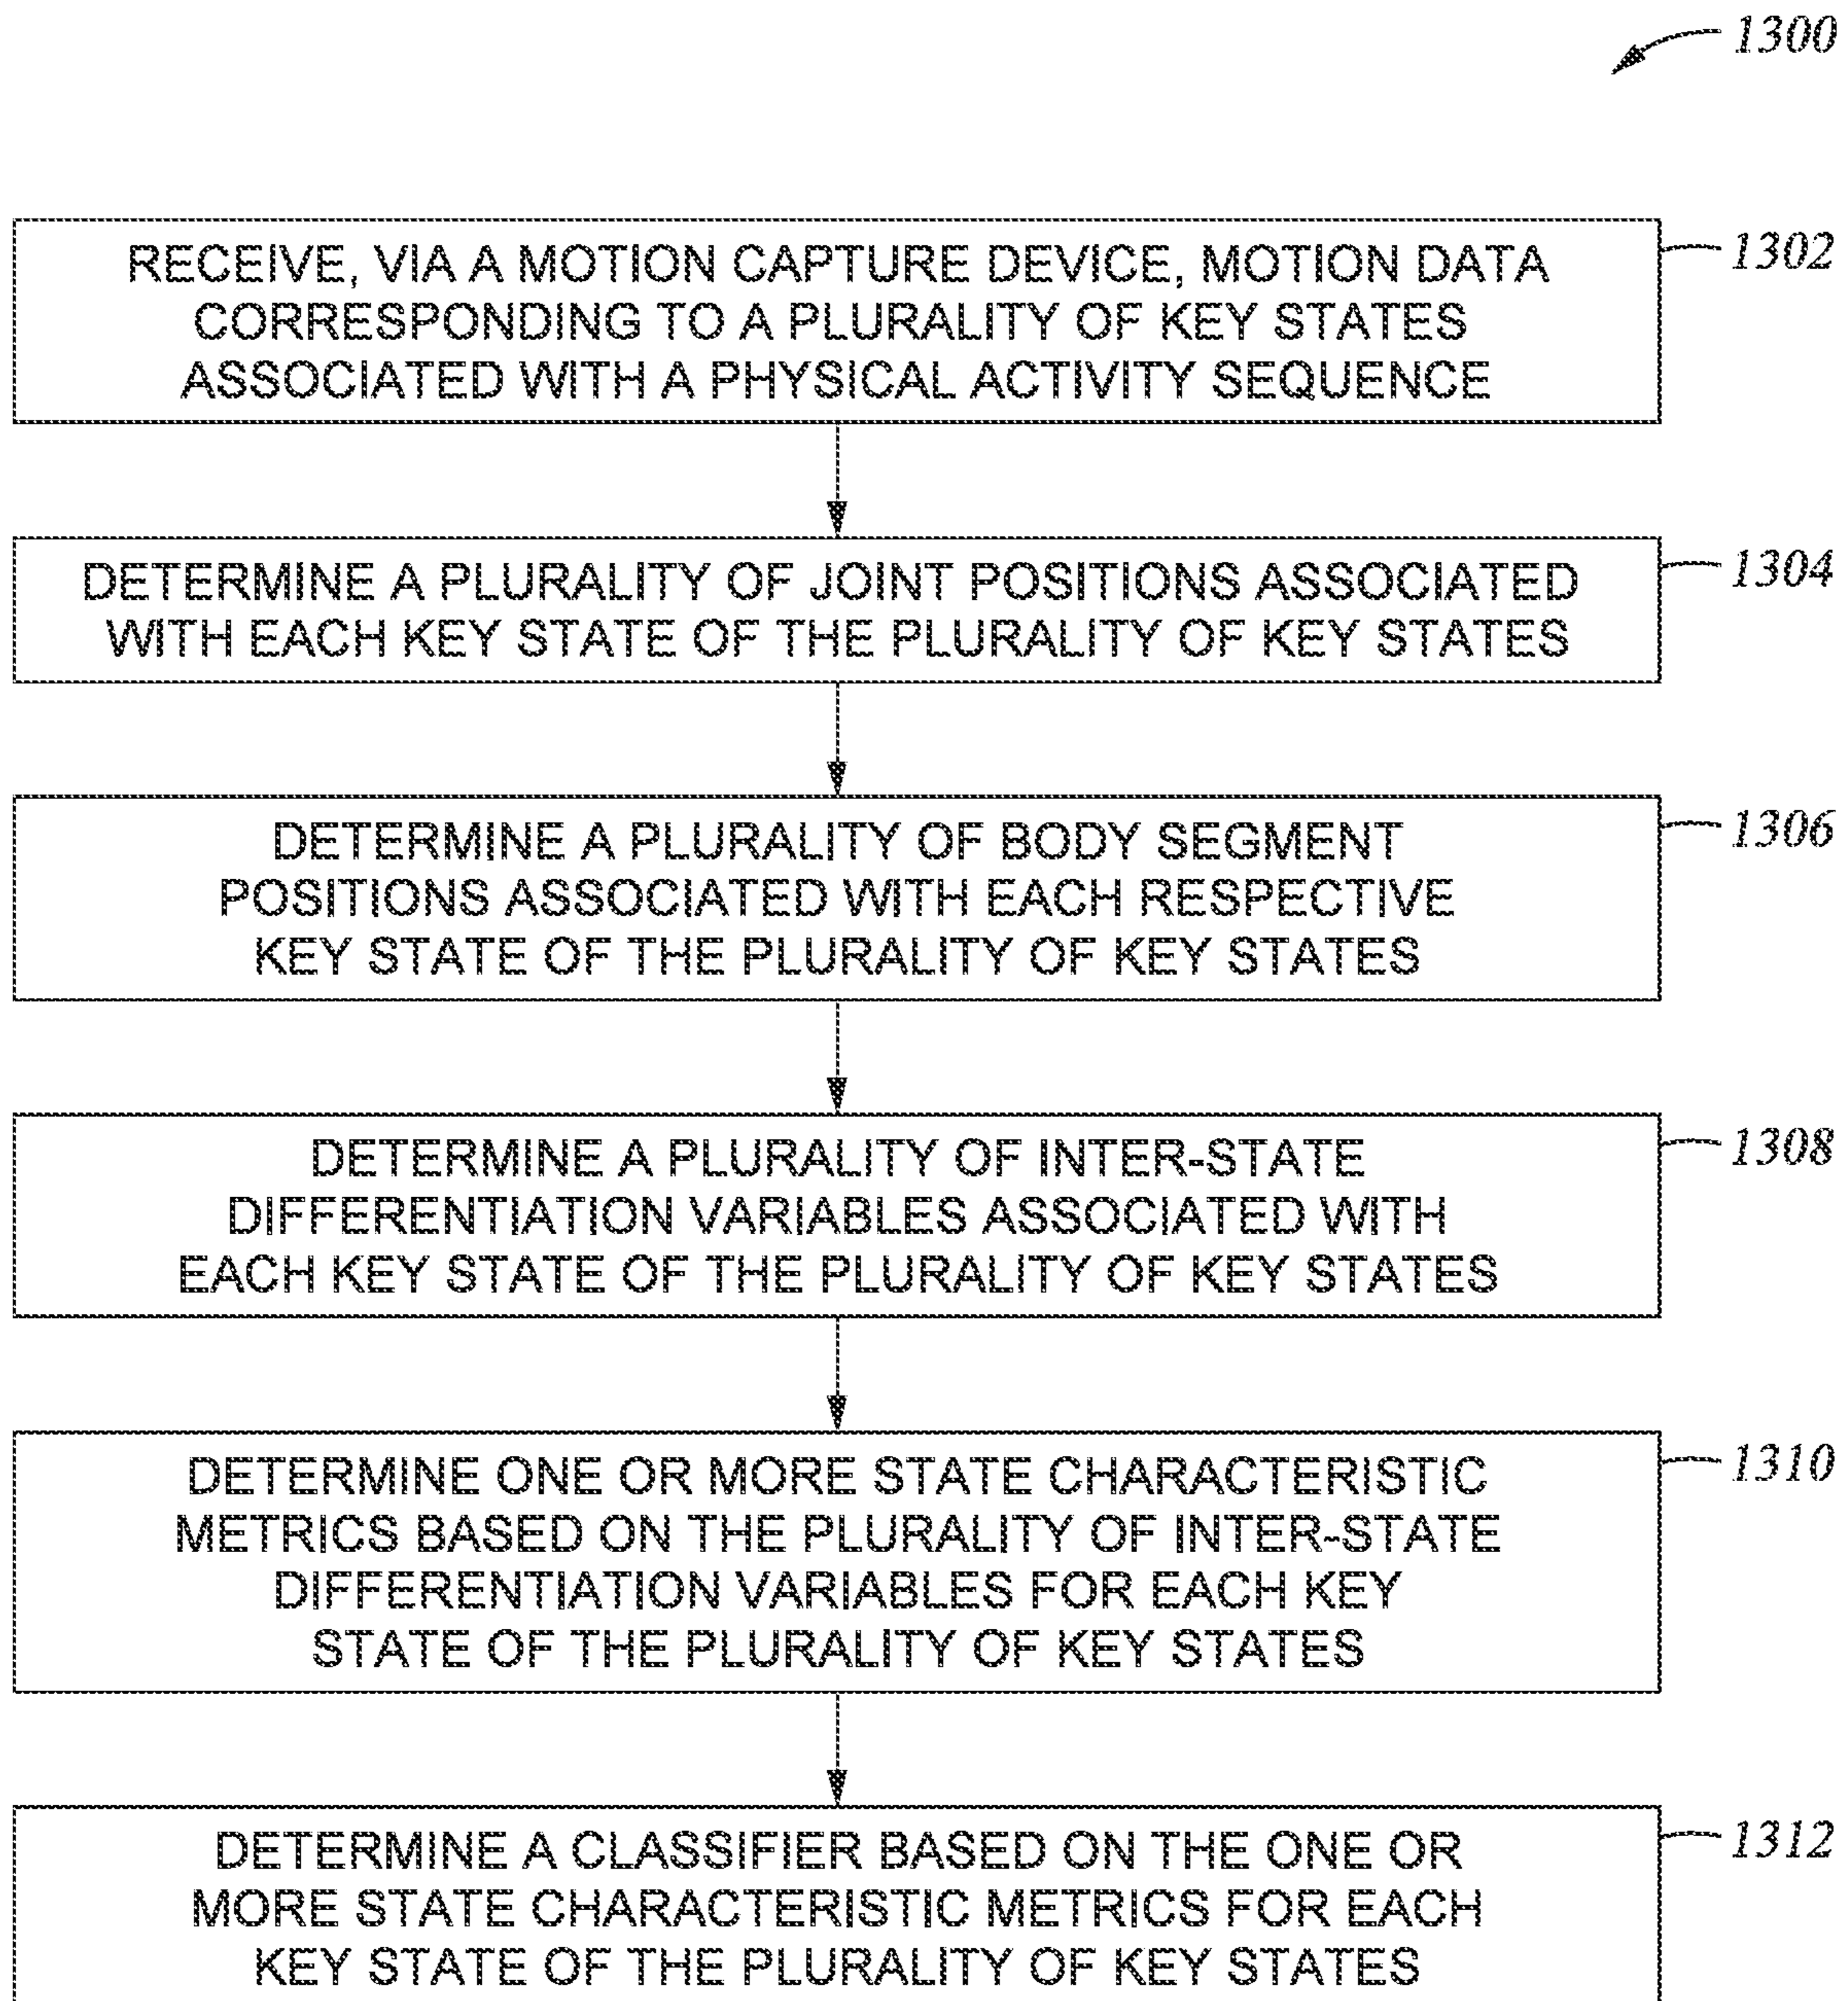 1300
RECEIVE, VIA A MOTION CAPTURE DEVICE, MOTION DATA
CORRESPONDING TO A PLURALITY OF KEY STATES
ASSOCIATED WITH A PHYSICAL ACTIVITY SEQUENCE
1302
DETERMINE A PLURALITY OF JOINT POSITIONS ASSOCIATED
WITH EACH KEY STATE OF THE PLURALITY OF KEY STATES
1304
DETERMINE A PLURALITY OF BODY SEGMENT
POSITIONS ASSOCIATED WITH EACH RESPECTIVE
KEY STATE OF THE PLURALITY OF KEY STATES
1306
DETERMINE A PLURALITY OF INTER-STATE
DIFFERENTIATION VARIABLES ASSOCIATED WITH
EACH KEY STATE OF THE PLURALITY OF KEY STATES
1308
DETERMINE ONE OR MORE STATE CHARACTERISTIC
METRICS BASED ON THE PLURALITY OF INTER-STATE
DIFFERENTIATION VARIABLES FOR EACH KEY
STATE OF THE PLURALITY OF KEY STATES
1310
DETERMINE A CLASSIFIER BASED ON THE ONE OR
MORE STATE CHARACTERISTIC METRICS FOR EACH
KEY STATE OF THE PLURALITY OF KEY STATES
1312